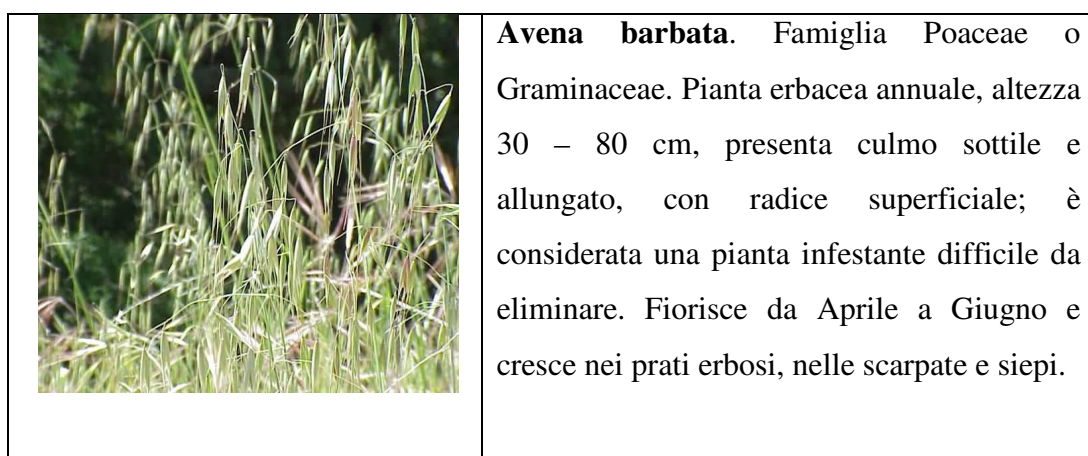 Avena barbata. Famiglia Poaceae o
Graminaceae. Pianta erbacea annuale, altezza
30 – 80 cm, presenta culmo sottile e
allungato, con radice superficiale; è
considerata una pianta infestante difficile da
eliminare. Fiorisce da Aprile a Giugno e
cresce nei prati erbosi, nelle scarpate e siepi.